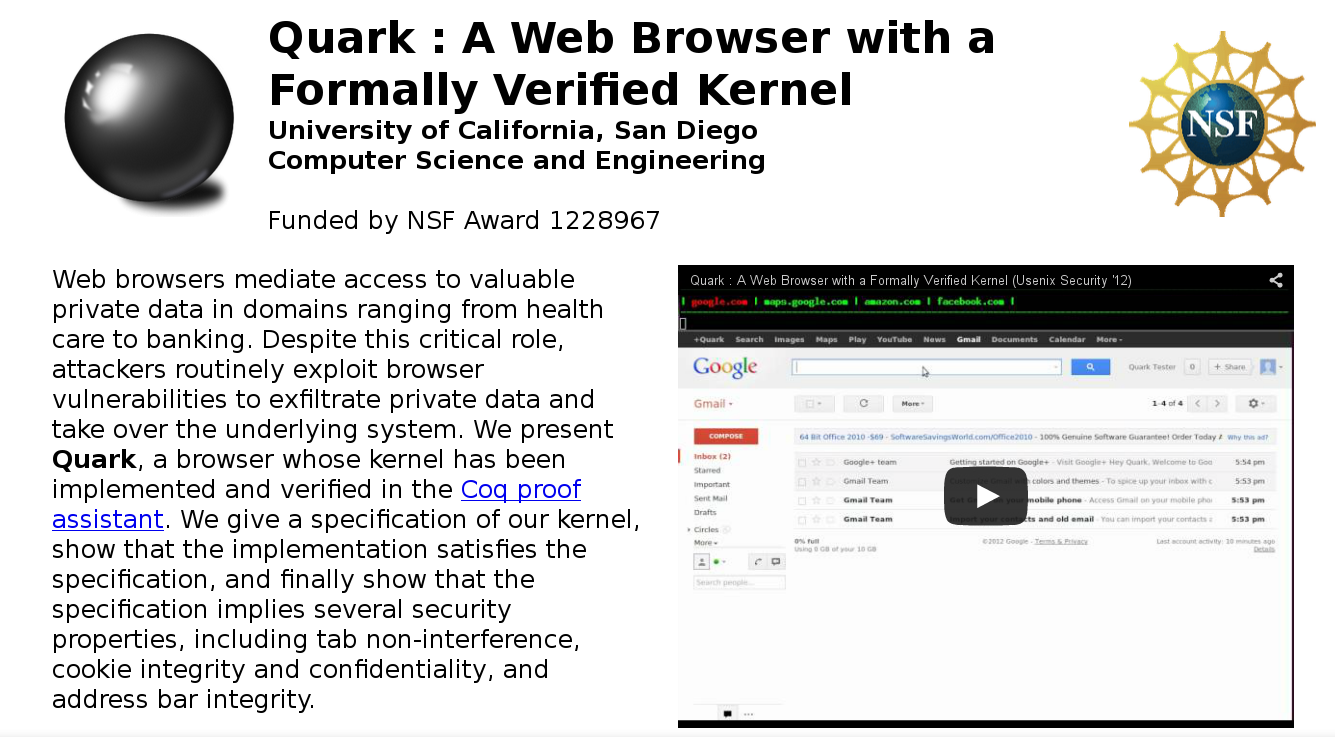 Quark : A Web Browser with a
Formally Verified Kernel
University of California, San Diego
Computer Science and Engineering
Funded by NSF Award 1228967
NSF
Web browsers mediate access to valuable
private data in domains ranging from health
care to banking. Despite this critical role,
attackers routinely exploit browser
vulnerabilities to exfiltrate private data and
take over the underlying system. We present
Quark, a browser whose kernel has been
implemented and verified in the Coq proof
assistant. We give a specification of our kernel,
show that the implementation satisfies the
specification, and finally show that the
specification implies several security
properties, including tab non-interference,
cookie integrity and confidentiality, and
address bar integrity.
Quark : A Web Browser with a Formally Verified Kernel (Usenix Security '12)
| google.com | maps.google.com | amazon.com | facebook.com |
+Quark Search Images Maps Play YouTube News Gmail Documents Calendar More
Google
Quark Tester 0 + Share
Gmail
More
1-4 of 4
COMPOSE
64 Bit Office 2010 -$69 - SoftwareSavingsWorld.com/Office2010 - 100% Genuine Software Guarantee! Order Today Why this ad?
Inbox (2)
Google+ team Getting started on Google+ - Visit Google+ Hey Quark, Welcome to Goo 5:54 pm
Starred
Gmail Team colors and themes - To spice up your inbox with c 5:53 pm
Important
Gmail Team mobile phone - Access Gmail on your mobile pho 5:53 pm
Sent Mail
Drafts
Gmail Team and old email - You can import your contacts 5:53 pm
Circles
More
0% full
Using 0 GB of your 10 GB
©2012 Google - Terms & Privacy
Last account activity: 10 minutes ago
Details
Search people...